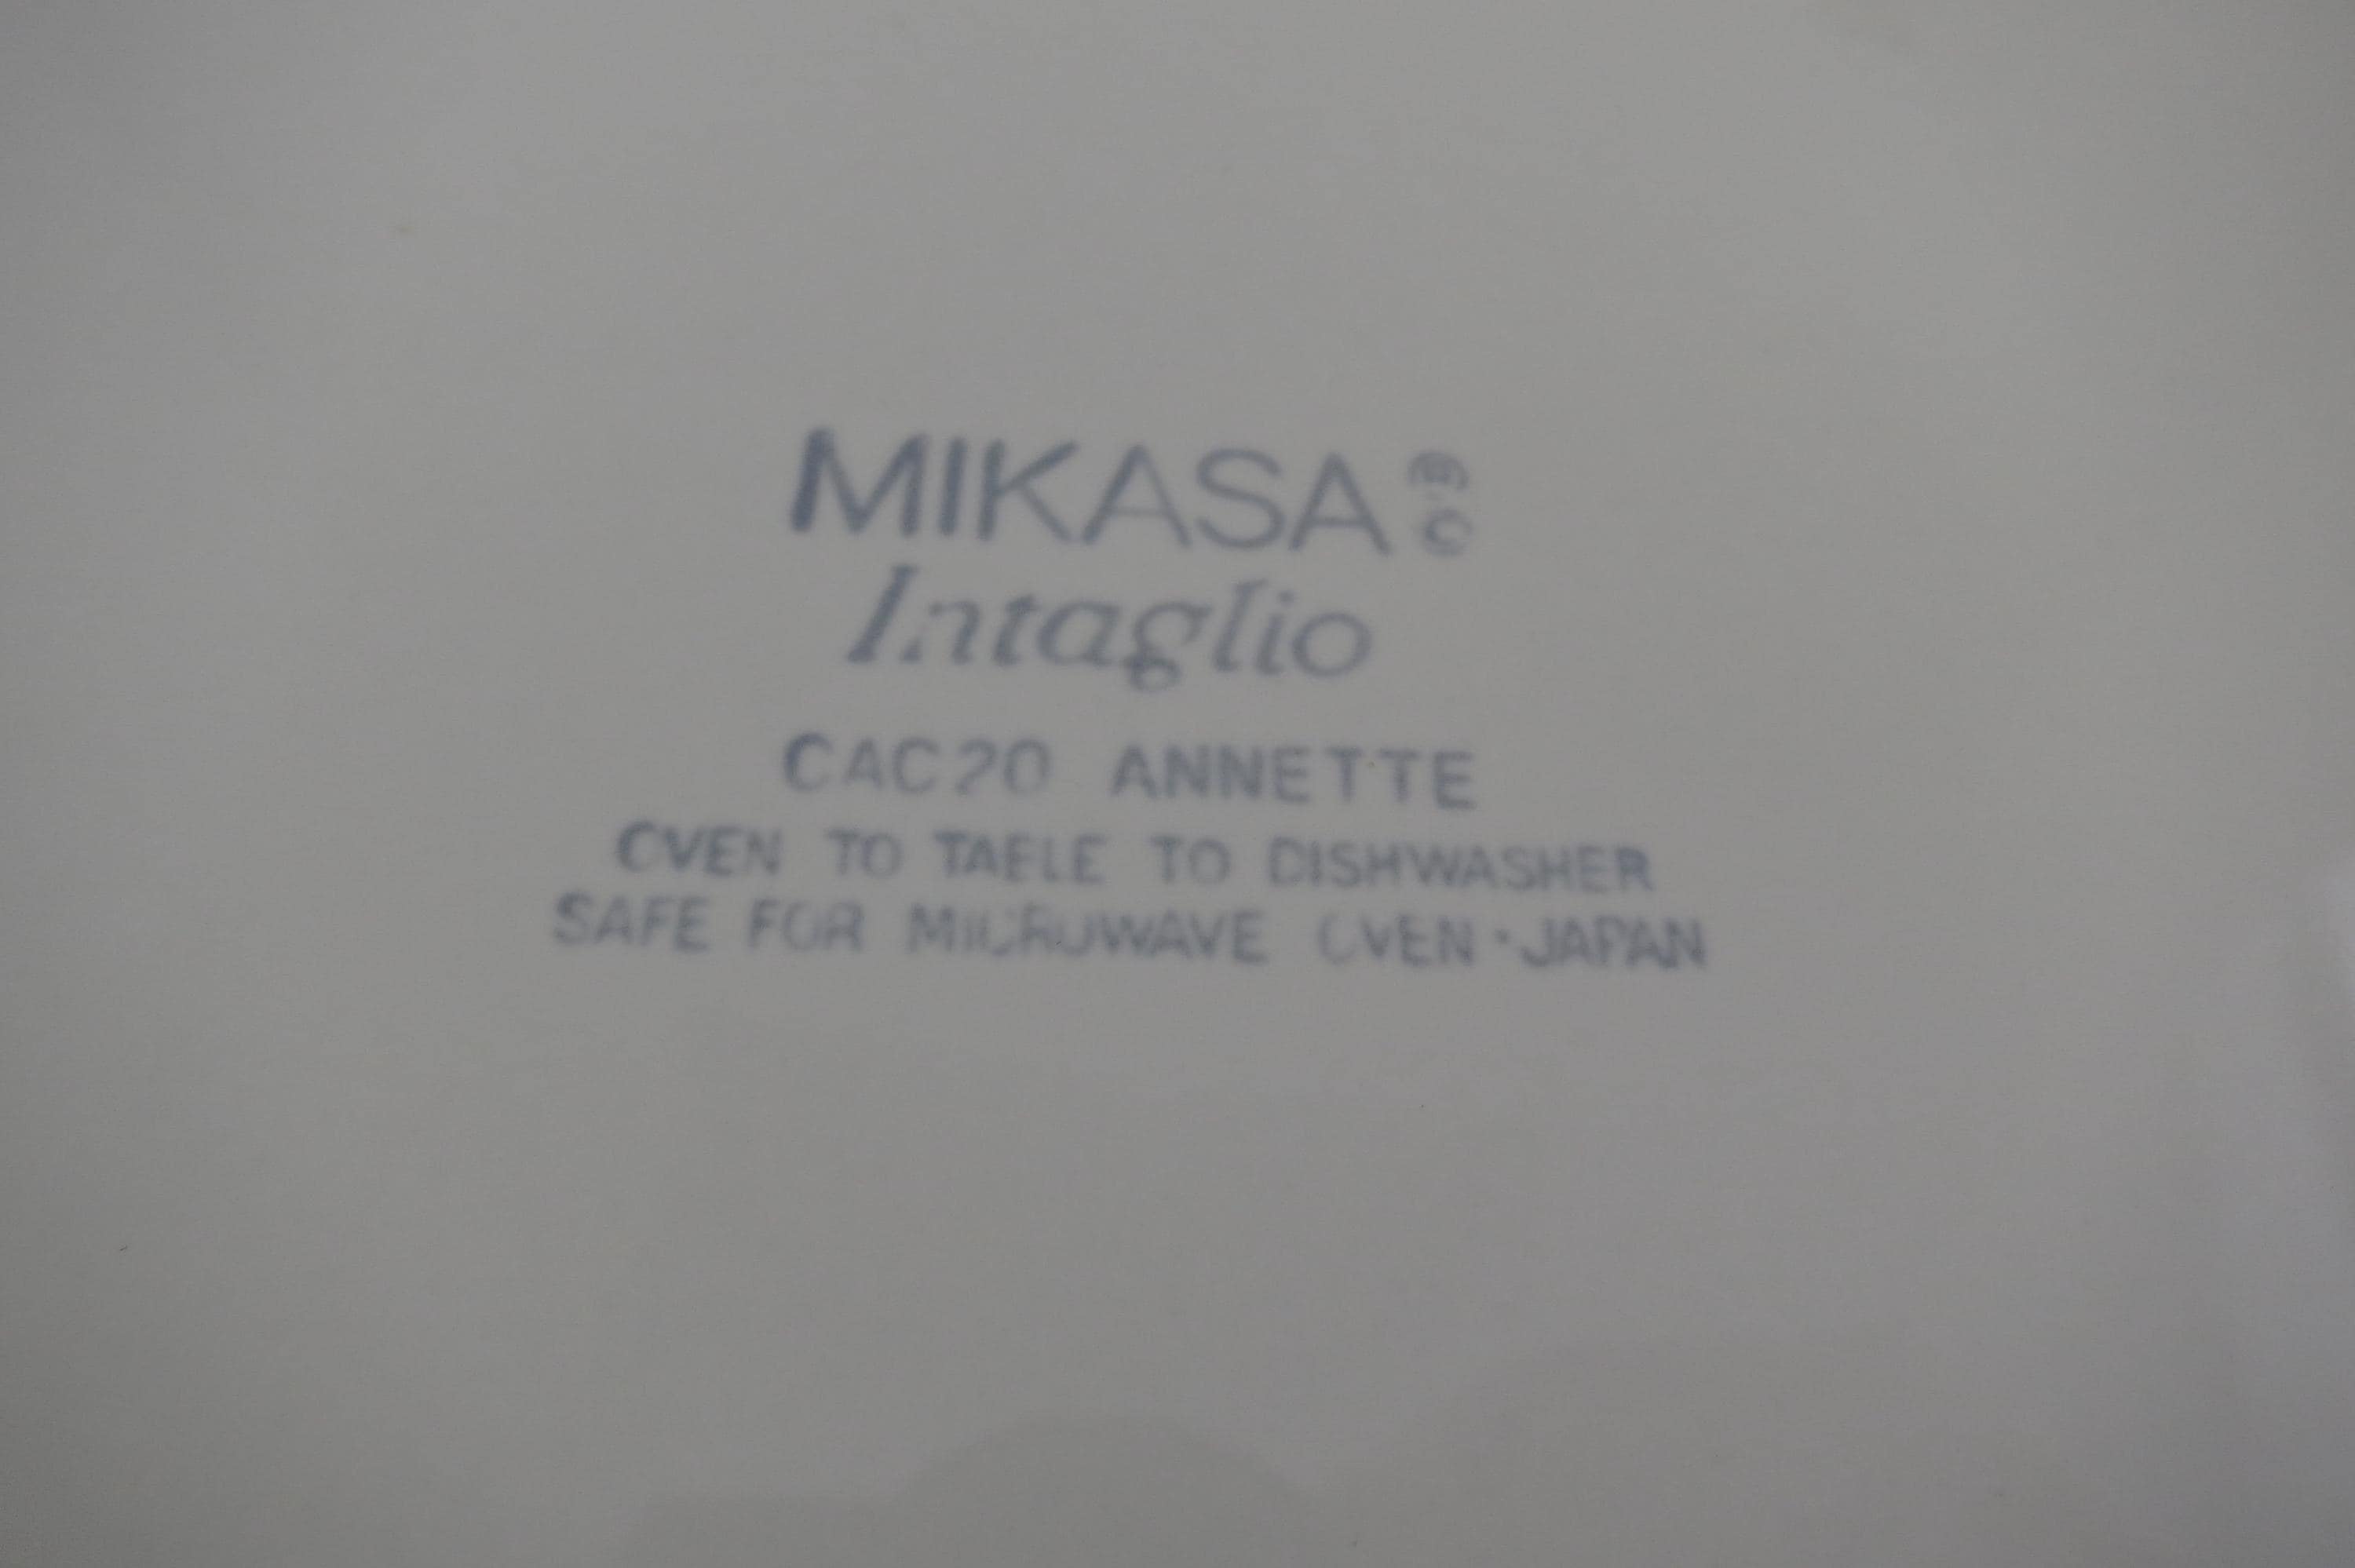 MIKASA ® ©
Intaglio
CAC20 ANNETTE
OVEN TO TABLE TO DISHWASHER
SAFE FOR MICROWAVE OVEN · JAPAN